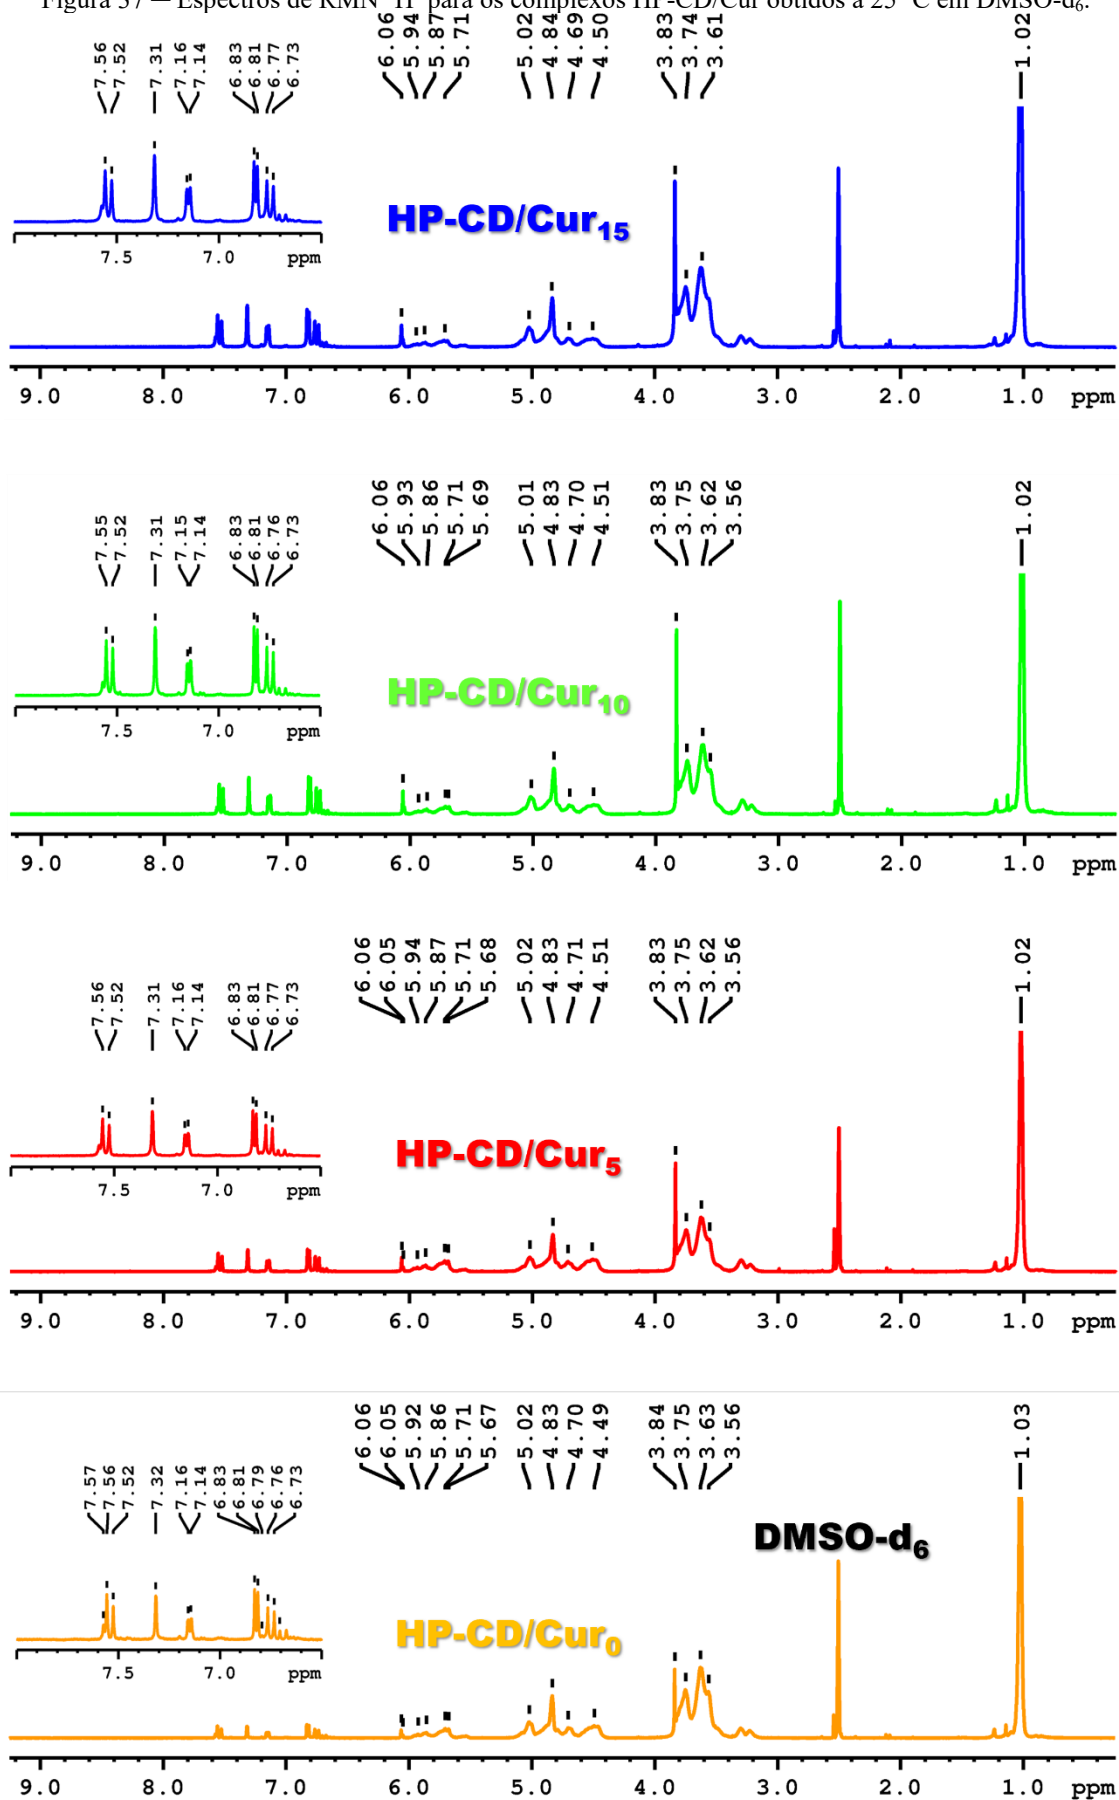 Figura 37 — Espectros de RMN ¹H para os complexos HP-CD/Cur obtidos a 25 °C em DMSO-d₆.
7.56 7.52 7.31 7.16 7.14 6.83 6.81 6.77 6.73 6.06 5.94 5.87 5.71 5.02 4.84 4.69 4.50 3.83 3.74 3.61 1.02
HP-CD/Cur₁₅
7.5 7.0 ppm
9.0 8.0 7.0 6.0 5.0 4.0 3.0 2.0 1.0 ppm
7.55 7.52 7.31 7.15 7.14 6.83 6.81 6.76 6.73 6.06 5.93 5.86 5.71 5.69 5.01 4.83 4.70 4.51 3.83 3.75 3.62 3.56 1.02
HP-CD/Cur₁₀
7.5 7.0 ppm
9.0 8.0 7.0 6.0 5.0 4.0 3.0 2.0 1.0 ppm
7.56 7.52 7.31 7.16 7.14 6.83 6.81 6.77 6.73 6.06 6.05 5.94 5.87 5.71 5.68 5.02 4.83 4.71 4.51 3.83 3.75 3.62 3.56 1.02
HP-CD/Cur₅
7.5 7.0 ppm
9.0 8.0 7.0 6.0 5.0 4.0 3.0 2.0 1.0 ppm
7.57 7.56 7.52 7.32 7.16 7.14 6.83 6.81 6.79 6.76 6.73 6.06 6.05 5.92 5.86 5.71 5.67 5.02 4.83 4.70 4.49 3.84 3.75 3.63 3.56 1.03
DMSO-d₆
HP-CD/Cur₀
7.5 7.0 ppm
9.0 8.0 7.0 6.0 5.0 4.0 3.0 2.0 1.0 ppm